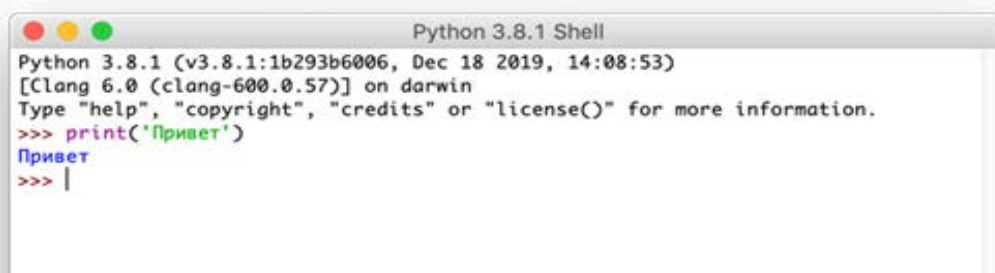 Python 3.8.1 Shell
Python 3.8.1 (v3.8.1:1b293b6006, Dec 18 2019, 14:08:53)
[Clang 6.0 (clang-600.0.57)] on darwin
Type "help", "copyright", "credits" or "license()" for more information.
>>> print('Привет')
Привет
>>>